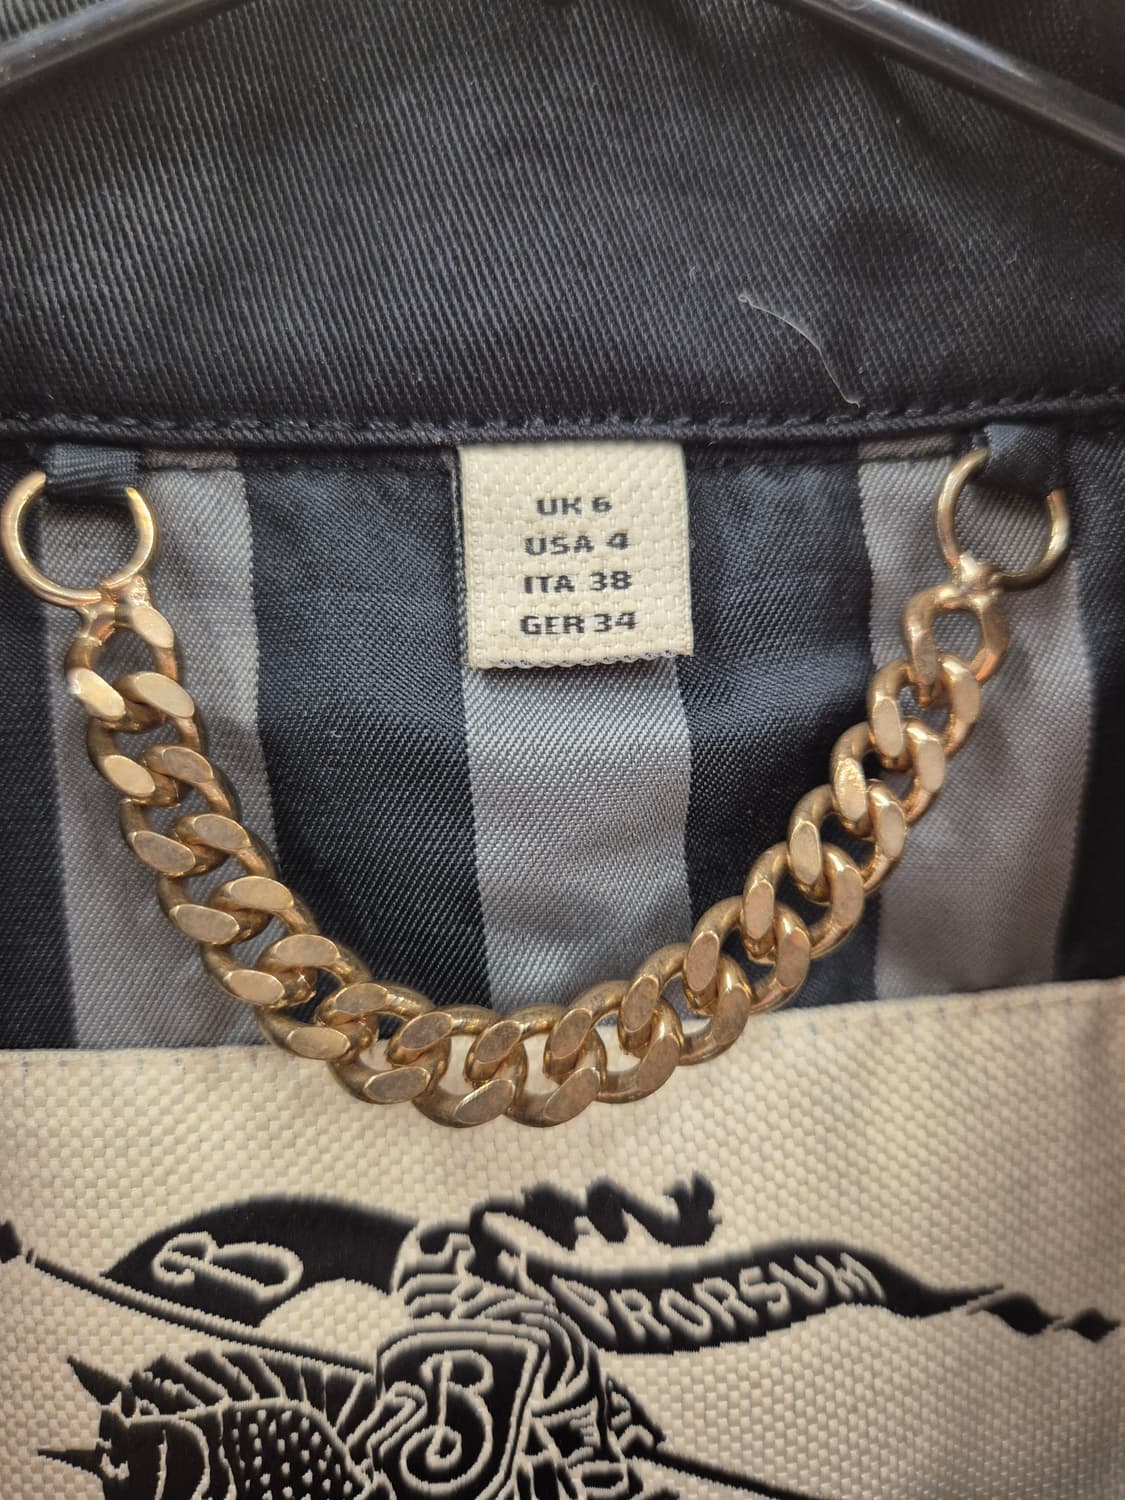 UK 6
USA 4
ITA 38
GER 34
B
PRORSUM
B